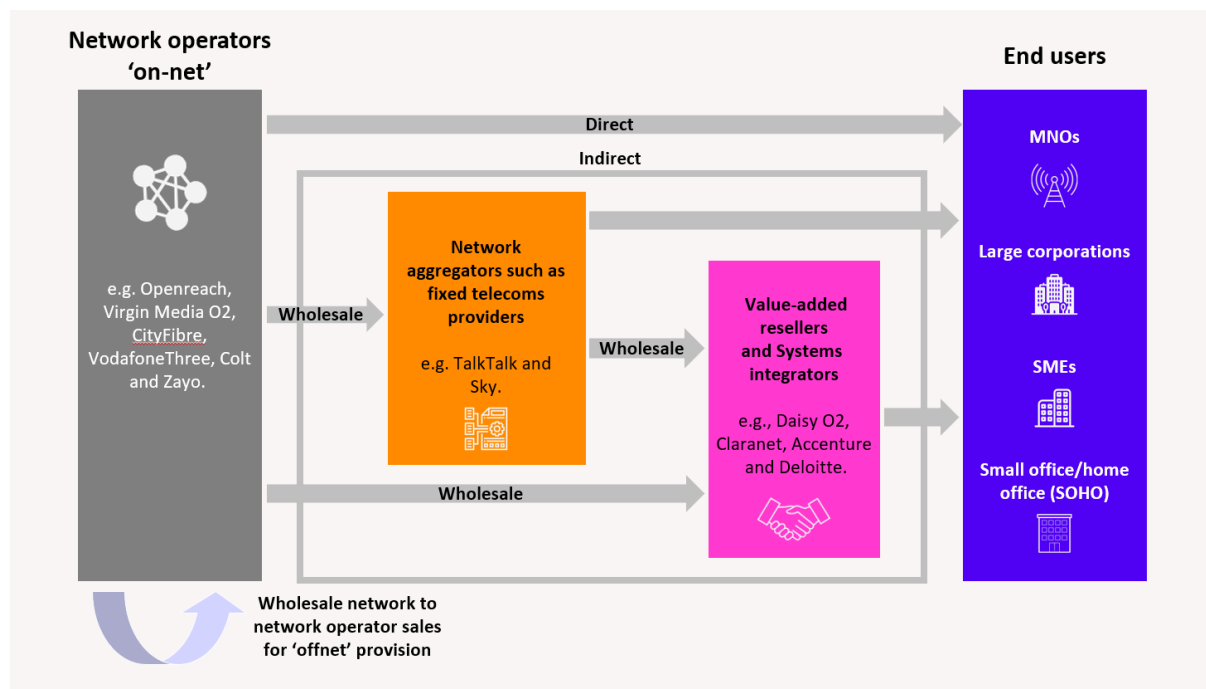 Network operators
‘on-net’
End users
Direct
Indirect
e.g. Openreach,
Virgin Media O2,
CityFibre,
VodafoneThree, Colt
and Zayo.
Wholesale
Network
aggregators such as
fixed telecoms
providers
e.g. TalkTalk and
Sky.
Wholesale
Value-added
resellers
and Systems
integrators
e.g., Daisy O2,
Claranet, Accenture
and Deloitte.
Wholesale
MNOs
Large corporations
SMEs
Small office/home
office (SOHO)
Wholesale network to
network operator sales
for ‘offnet’ provision